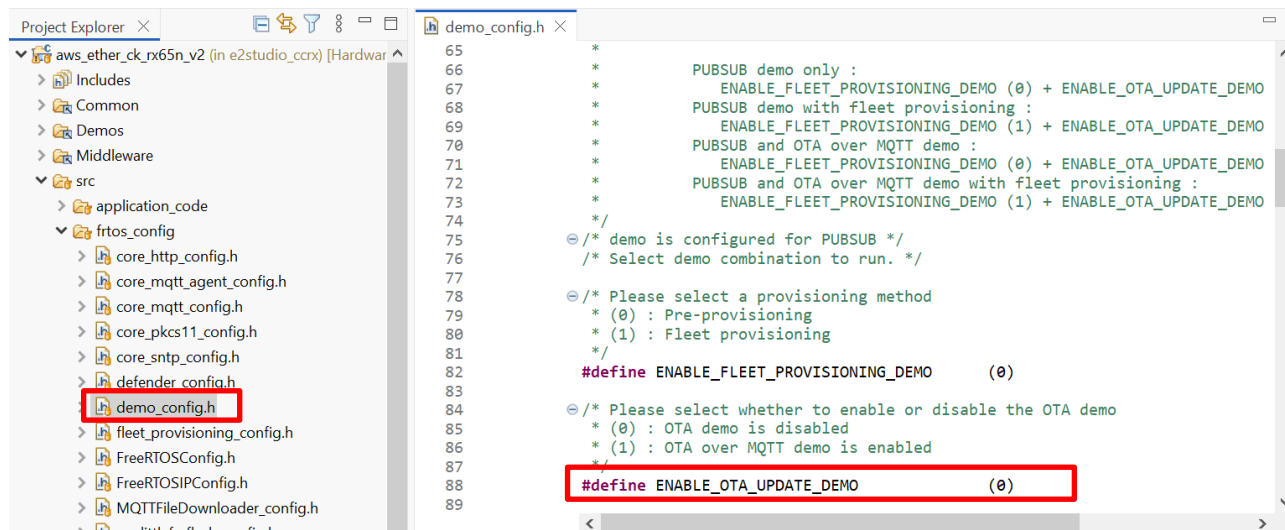 Project Explorer
aws_ether_ck_rx65n_v2 (in e2studio_ccrx) [Hardwar
Includes
Common
Demos
Middleware
src
application_code
frtos_config
core_http_config.h
core_mqtt_agent_config.h
core_mqtt_config.h
core_pkcs11_config.h
core_sntp_config.h
defender_config.h
demo_config.h
fleet_provisioning_config.h
FreeRTOSConfig.h
FreeRTOSIPConfig.h
MQTTFileDownloader_config.h
demo_config.h
65 *
66 * PUBSUB demo only :
67 * ENABLE_FLEET_PROVISIONING_DEMO (0) + ENABLE_OTA_UPDATE_DEMO
68 * PUBSUB demo with fleet provisioning :
69 * ENABLE_FLEET_PROVISIONING_DEMO (1) + ENABLE_OTA_UPDATE_DEMO
70 * PUBSUB and OTA over MQTT demo :
71 * ENABLE_FLEET_PROVISIONING_DEMO (0) + ENABLE_OTA_UPDATE_DEMO
72 * PUBSUB and OTA over MQTT demo with fleet provisioning :
73 * ENABLE_FLEET_PROVISIONING_DEMO (1) + ENABLE_OTA_UPDATE_DEMO
74 */
75 /* demo is configured for PUBSUB */
76 /* Select demo combination to run. */
77
78 /* Please select a provisioning method
79 * (0) : Pre-provisioning
80 * (1) : Fleet provisioning
81 */
82 #define ENABLE_FLEET_PROVISIONING_DEMO (0)
83
84 /* Please select whether to enable or disable the OTA demo
85 * (0) : OTA demo is disabled
86 * (1) : OTA over MQTT demo is enabled
87 */
88 #define ENABLE_OTA_UPDATE_DEMO (0)
89